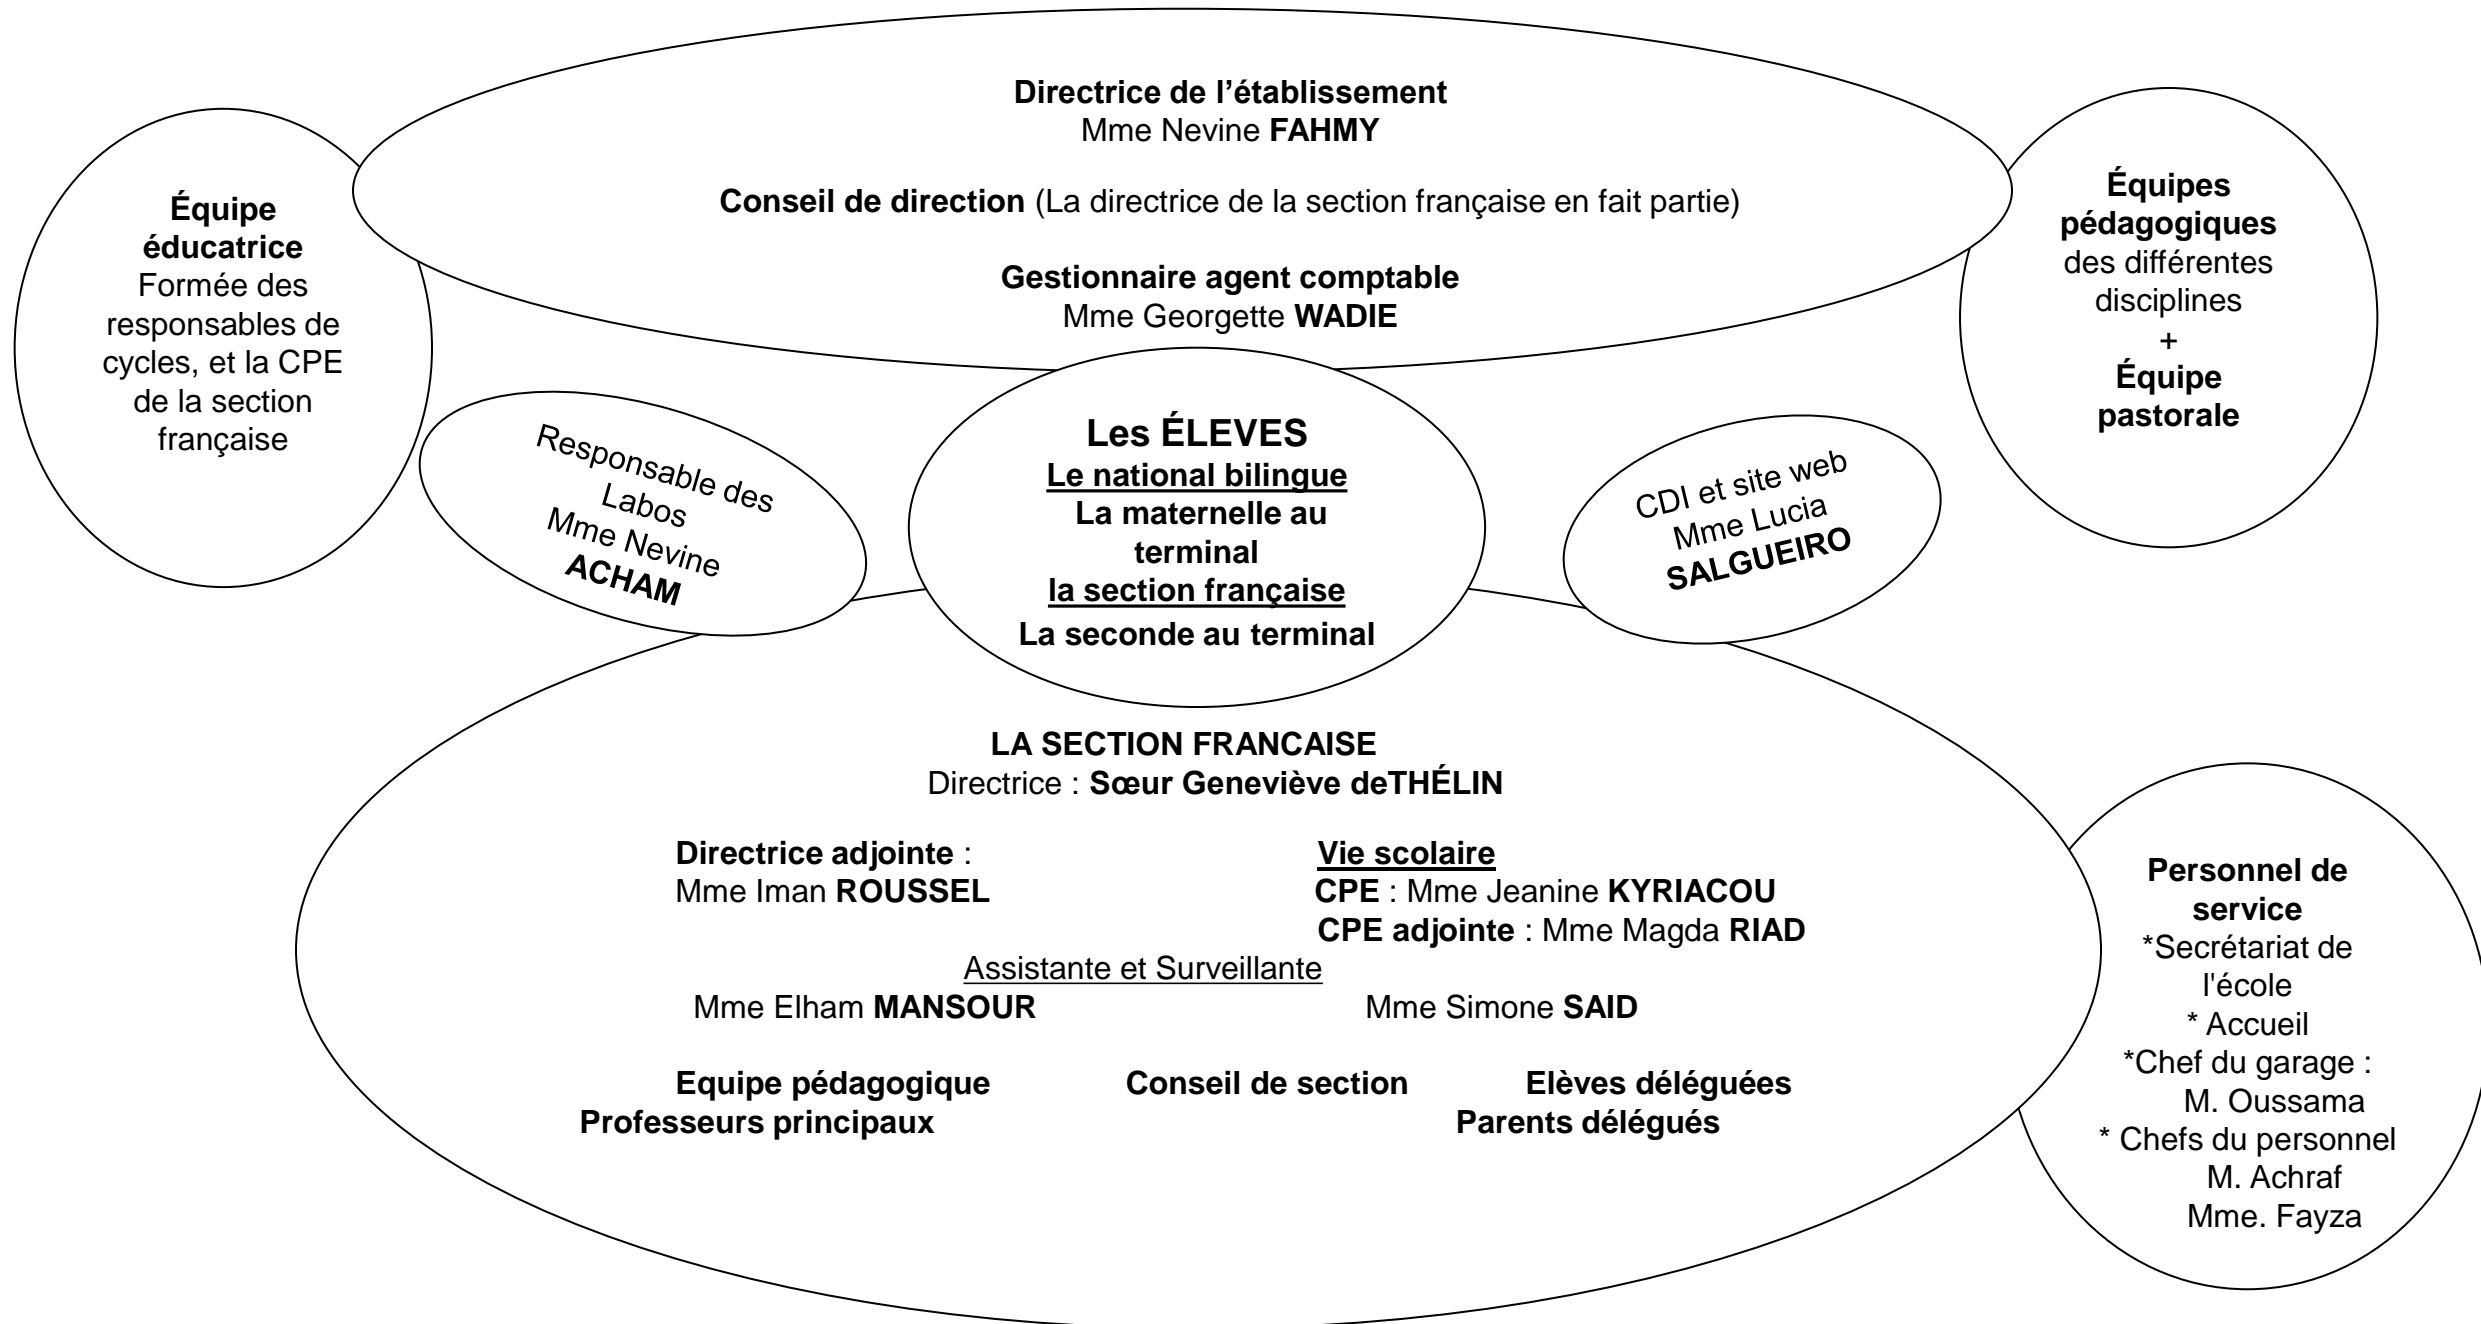 Directrice de l’établissement
Mme Nevine FAHMY
Conseil de direction (La directrice de la section française en fait partie)
Gestionnaire agent comptable
Mme Georgette WADIE
Équipe
éducatrice
Formée des
responsables de
cycles, et la CPE
de la section
française
Équipes
pédagogiques
des différentes
disciplines
+
Équipe
pastorale
Responsable des
Labos
Mme Nevine
ACHAM
Les ÉLEVES
Le national bilingue
La maternelle au
terminal
la section française
La seconde au terminal
CDI et site web
Mme Lucia
SALGUEIRO
LA SECTION FRANCAISE
Directrice : Sœur Geneviève deTHÉLIN
Directrice adjointe :
Mme Iman ROUSSEL
Vie scolaire
CPE : Mme Jeanine KYRIACOU
CPE adjointe : Mme Magda RIAD
Assistante et Surveillante
Mme Elham MANSOUR Mme Simone SAID
Equipe pédagogique Conseil de section Elèves déléguées
Professeurs principaux Parents délégués
Personnel de
service
*Secrétariat de
l'école
* Accueil
*Chef du garage :
M. Oussama
* Chefs du personnel
M. Achraf
Mme. Fayza